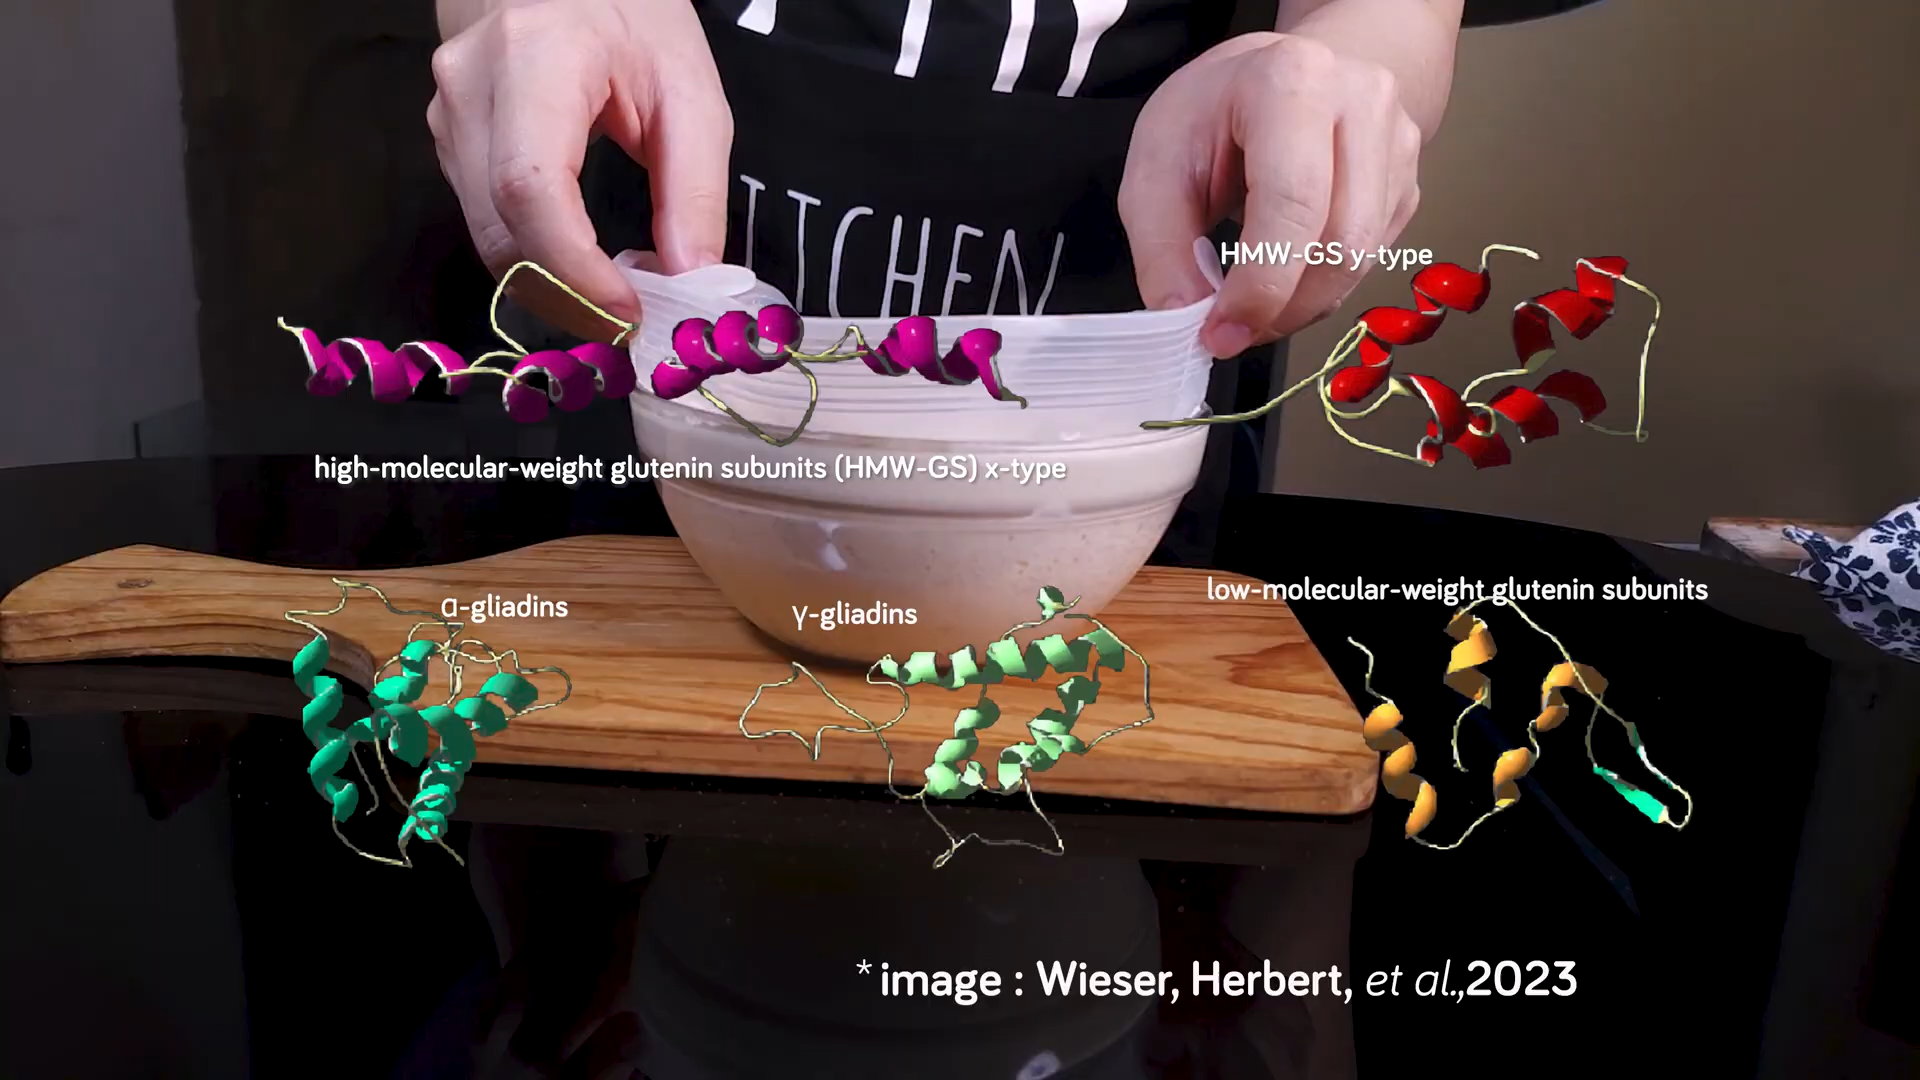 ITCHEN
HMW-GS y-type
high-molecular-weight glutenin subunits (HMW-GS) x-type
low-molecular-weight glutenin subunits
α-gliadins
γ-gliadins
* image : Wieser, Herbert, et al.,2023